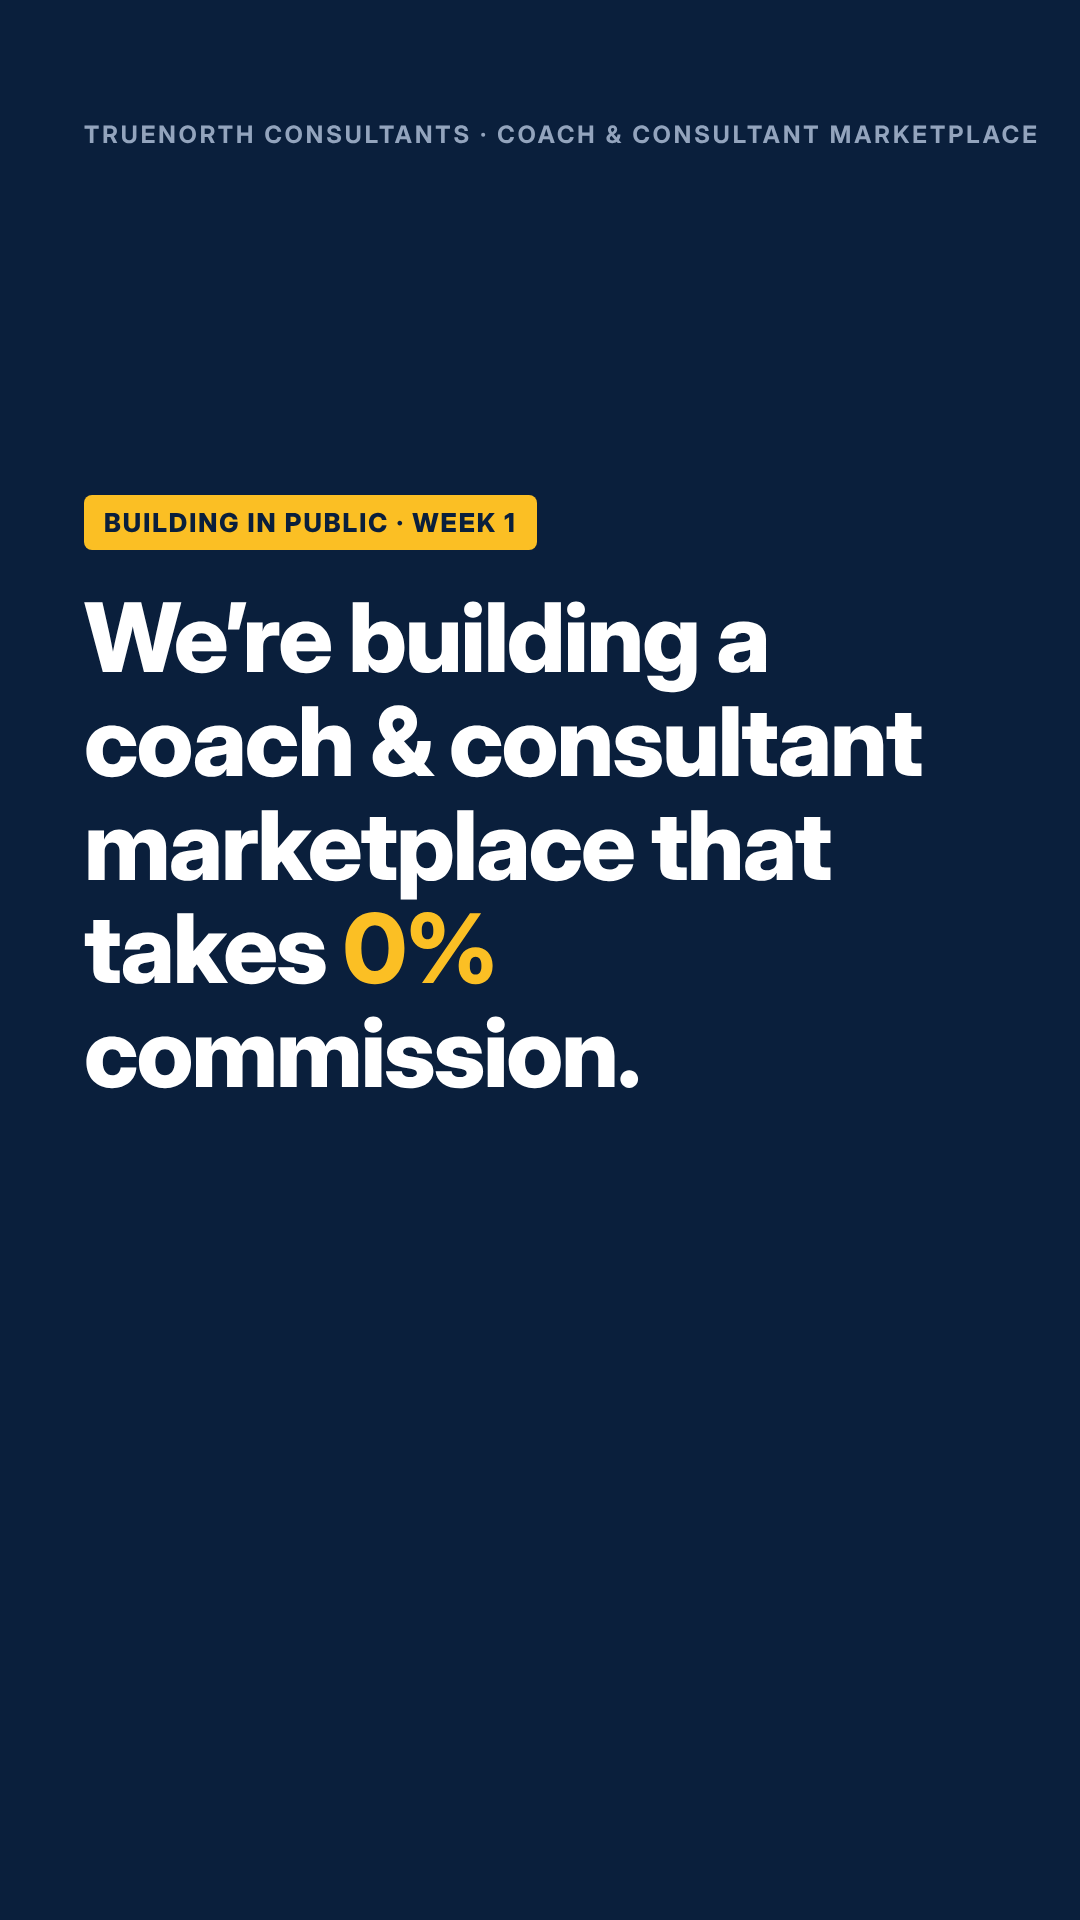 TRUENORTH CONSULTANTS · COACH & CONSULTANT MARKETPLACE
BUILDING IN PUBLIC · WEEK 1
We're building a
coach & consultant
marketplace that
takes 0%
commission.